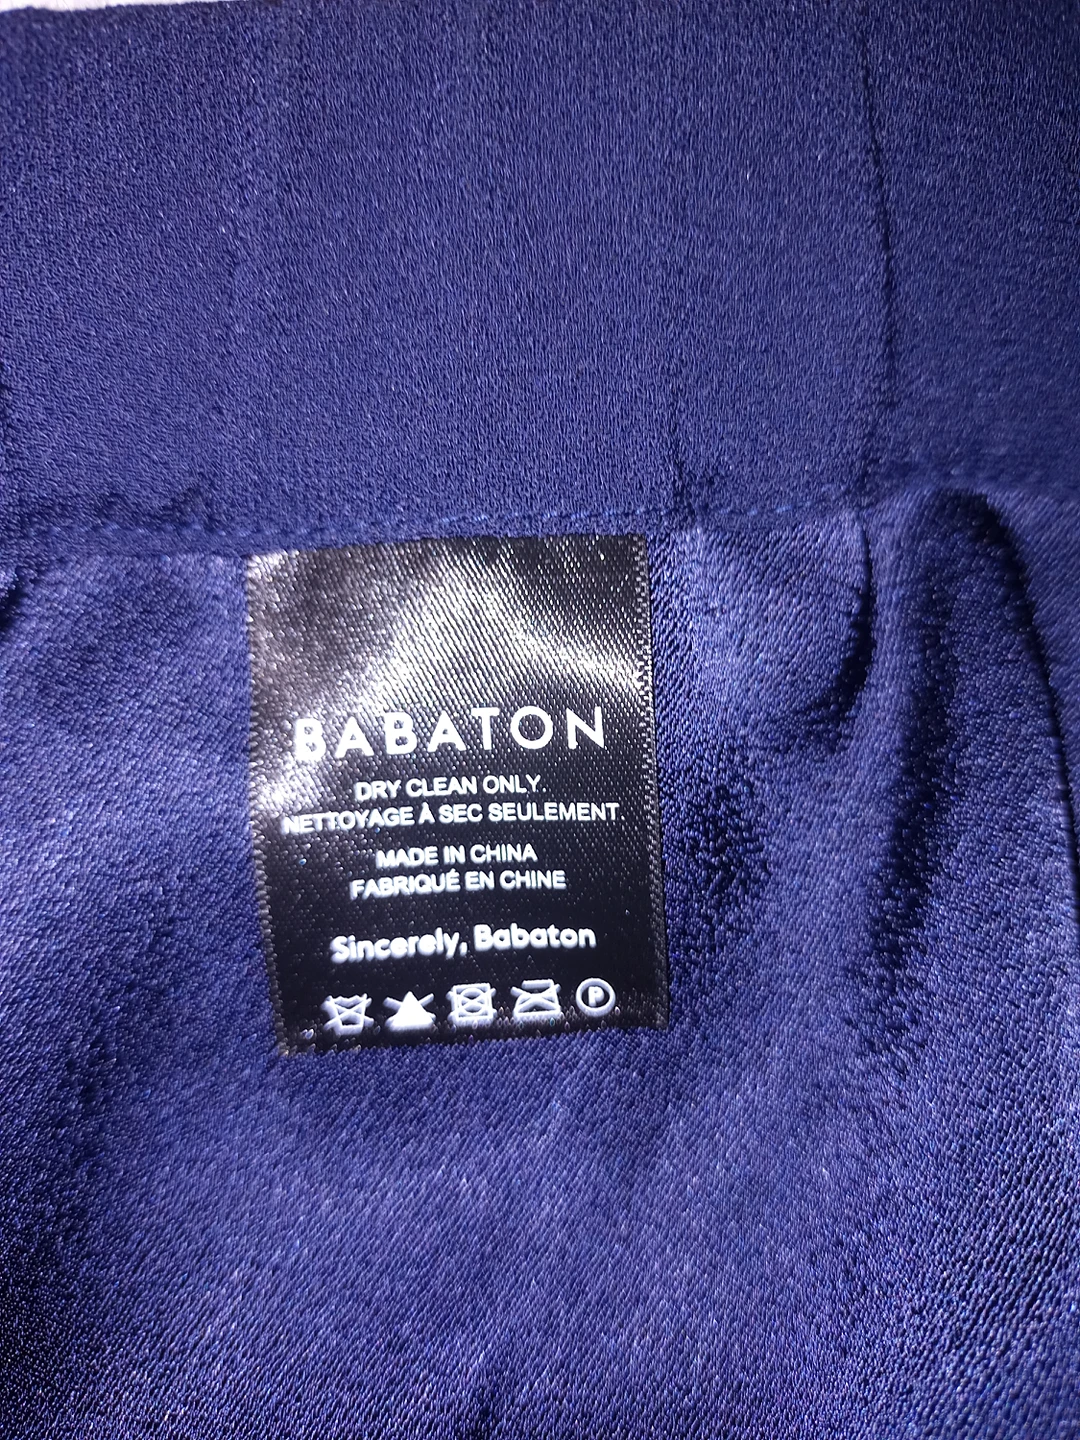 BABATON
DRY CLEAN ONLY.
NETTOYAGE À SEC SEULEMENT
MADE IN CHINA
FABRIQUÉ EN CHINE
Sincerely, Babaton
P